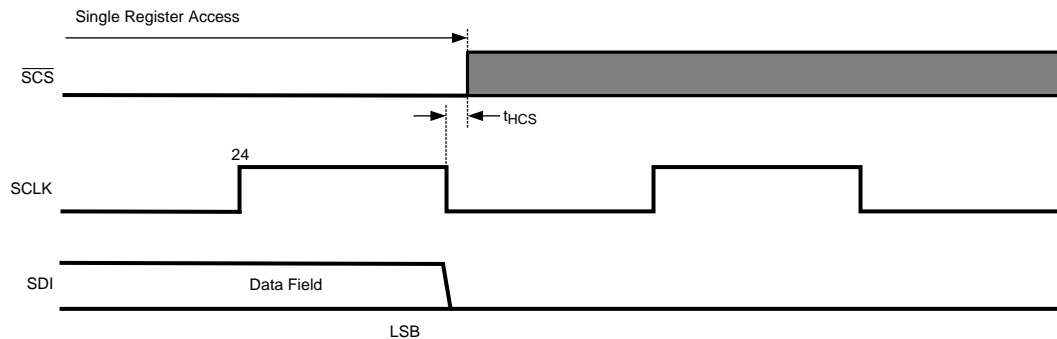 Single Register Access
SCS
tHCS
24
SCLK
SDI
Data Field
LSB